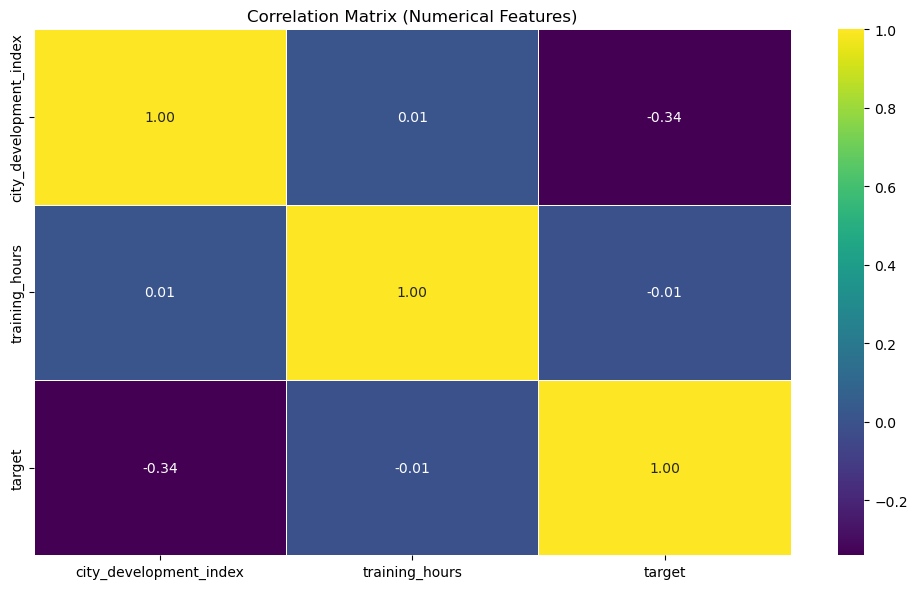 Correlation Matrix (Numerical Features)
city_development_index
1.00
0.01
-0.34
training_hours
0.01
1.00
-0.01
target
-0.34
-0.01
1.00
city_development_index
training_hours
target
1.0
0.8
0.6
0.4
0.2
0.0
−0.2